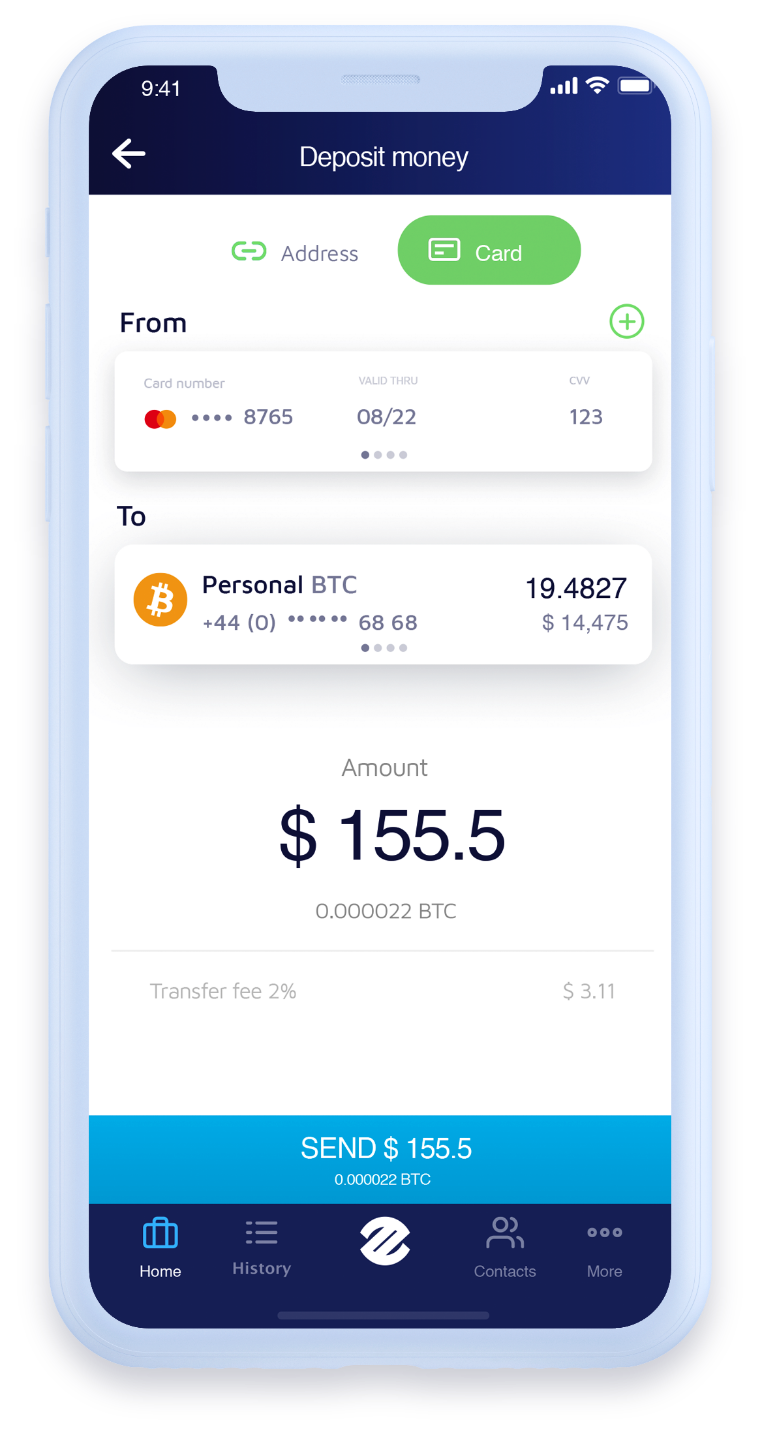 9:41
Deposit money
Address
Card
From
Card number VALID THRU CVV
•••• 8765 08/22 123
To
Personal BTC 19.4827
+44 (0) •• •• •• 68 68 $ 14,475
Amount
$ 155.5
0.000022 BTC
Transfer fee 2% $ 3.11
SEND $ 155.5
0.000022 BTC
Home History Contacts More